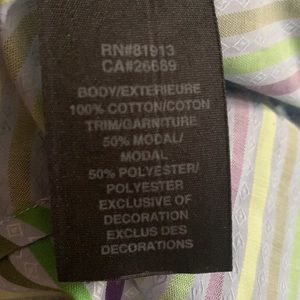 RN#81913
CA#26689
BODY/EXTERIEURE
100% COTTON/COTON
TRIM/GARNITURE
50% MODAL/
MODAL
50% POLYESTER/
POLYESTER
EXCLUSIVE OF
DECORATION
EXCLUS DES
DECORATIONS